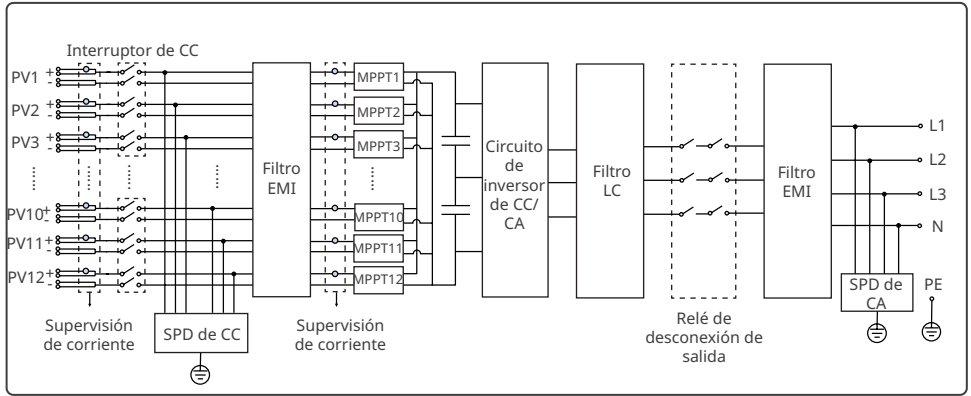 Interruptor de CC
PV1 + -
PV2 + -
PV3 + -
PV10 + -
PV11 + -
PV12 + -
Supervisión
de corriente
SPD de CC
Filtro
EMI
Supervisión
de corriente
MPPT1
MPPT2
MPPT3
MPPT10
MPPT11
MPPT12
Circuito
de
inversor
de CC/
CA
Filtro
LC
Relé de
desconexión de
salida
Filtro
EMI
L1
L2
L3
N
SPD de
CA
PE